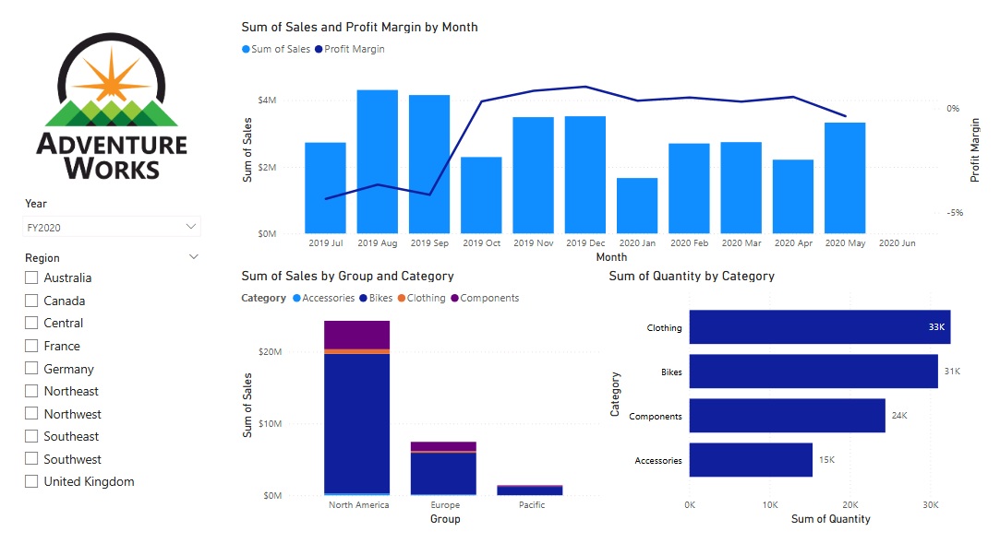 ADVENTURE
WORKS
Year
FY2020
Region
Australia
Canada
Central
France
Germany
Northeast
Northwest
Southeast
Southwest
United Kingdom
Sum of Sales and Profit Margin by Month
Sum of Sales Profit Margin
Sum of Sales
$4M
$2M
$0M
0%
-5%
Profit Margin
2019 Jul 2019 Aug 2019 Sep 2019 Oct 2019 Nov 2019 Dec 2020 Jan 2020 Feb 2020 Mar 2020 Apr 2020 May 2020 Jun
Month
Sum of Sales by Group and Category
Category Accessories Bikes Clothing Components
Sum of Sales
$20M
$10M
$0M
North America Europe Pacific
Group
Sum of Quantity by Category
Category
Clothing 33K
Bikes 31K
Components 24K
Accessories 15K
0K 10K 20K 30K
Sum of Quantity